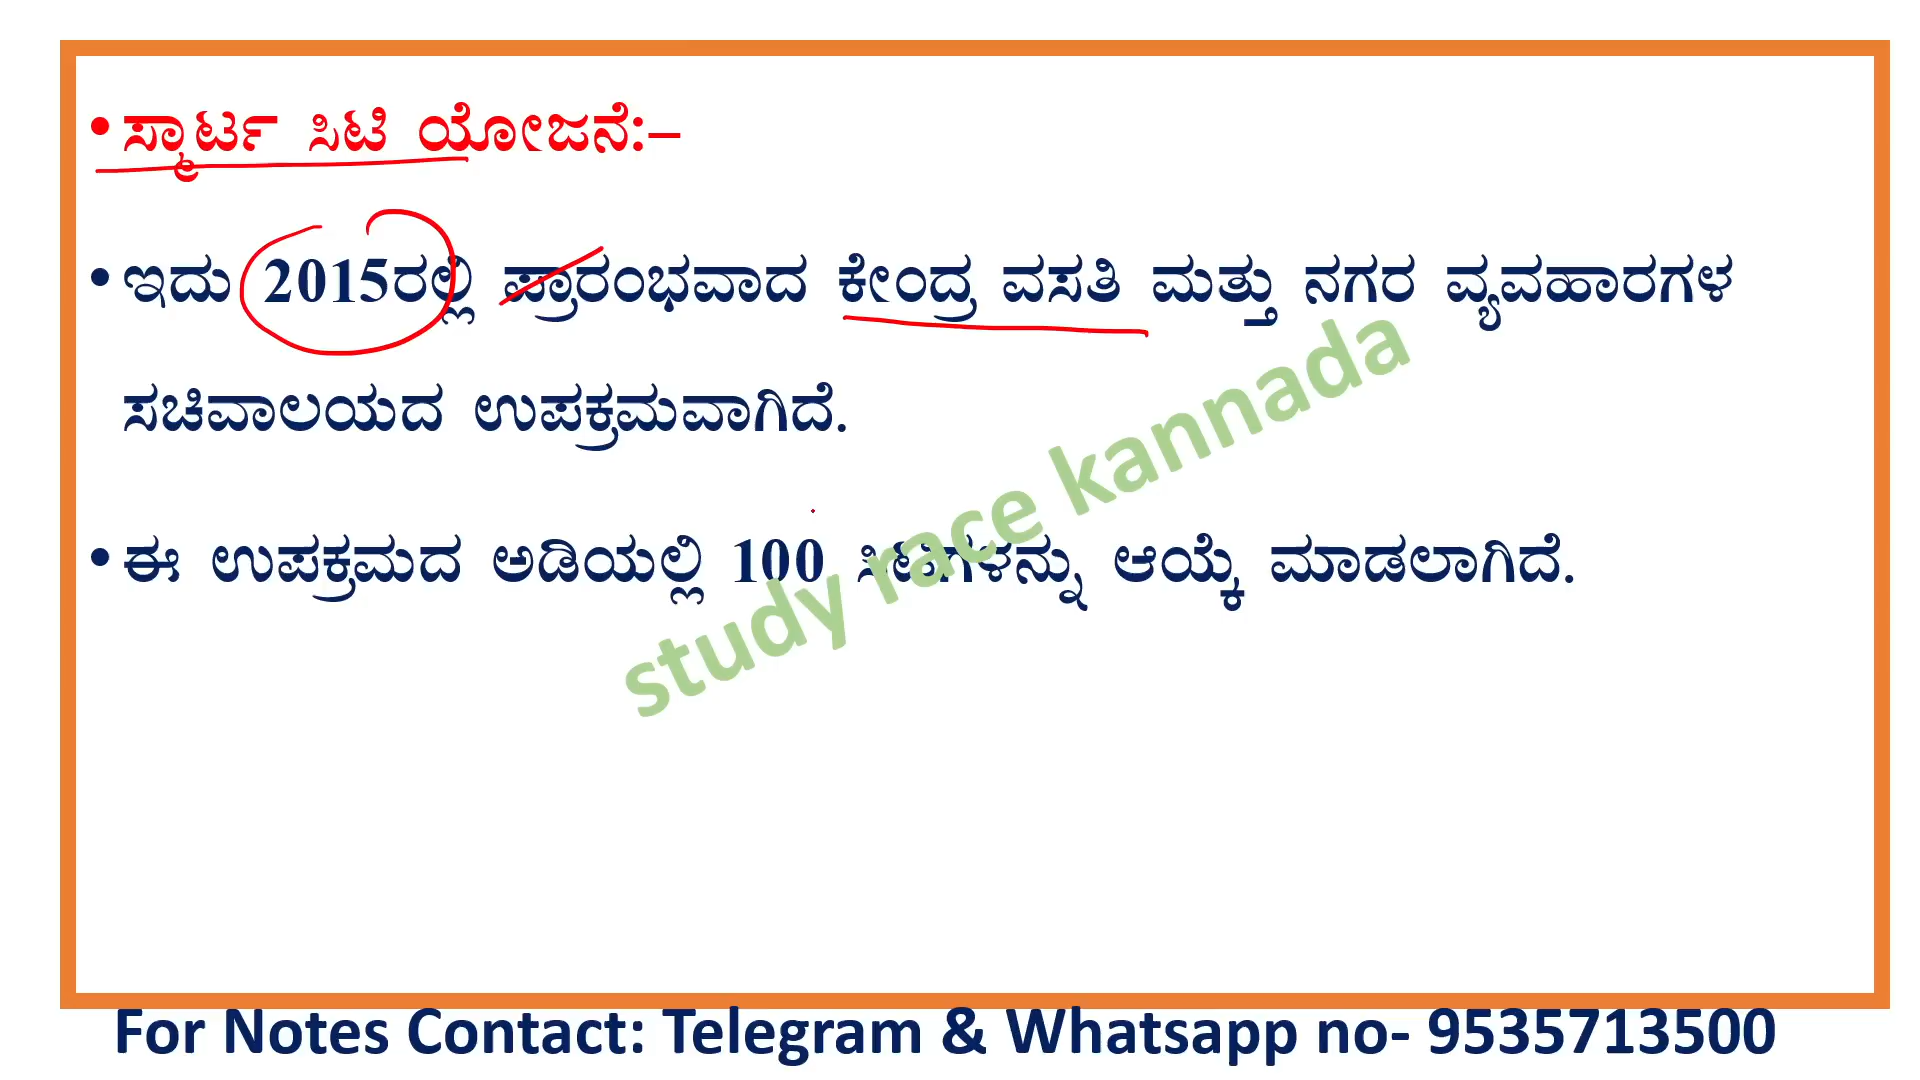 •ಸ್ಮಾರ್ಟ್ ಸಿಟಿ ಯೋಜನೆ:–
•ಇದು 2015ರಲ್ಲಿ ಪ್ರಾರಂಭವಾದ ಕೇಂದ್ರ ವಸತಿ ಮತ್ತು ನಗರ ವ್ಯವಹಾರಗಳ
ಸಚಿವಾಲಯದ ಉಪಕ್ರಮವಾಗಿದೆ.
•ಈ ಉಪಕ್ರಮದ ಅಡಿಯಲ್ಲಿ 100 ಸಿಟಿಗಳನ್ನು ಆಯ್ಕೆ ಮಾಡಲಾಗಿದೆ.
study race kannada
For Notes Contact: Telegram & Whatsapp no- 9535713500